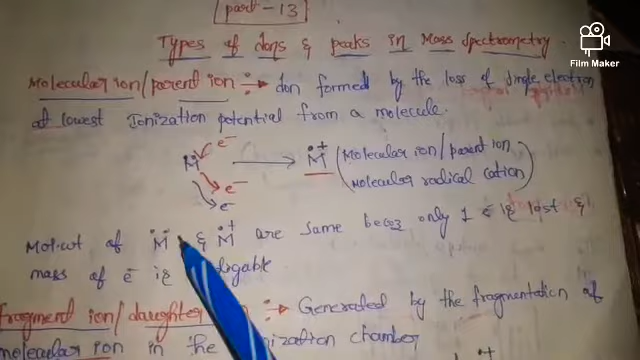 part-13
Types of Ions & peaks in Mass Spectrometry
Film Maker
Molecular ion/parent ion :→ Ion formed by the loss of single electron
at lowest Ionization potential from a molecule.
M e⁻ → M•+ (Molecular ion/parent ion
Molecular radical cation)
e⁻
e⁻
Mol.wt of M & M•+ are same becoz only 1 e⁻ is lost &
mass of e⁻ is
fragment ion/daughter :→ Generated by the fragmentation of
molecular ion in the chamber